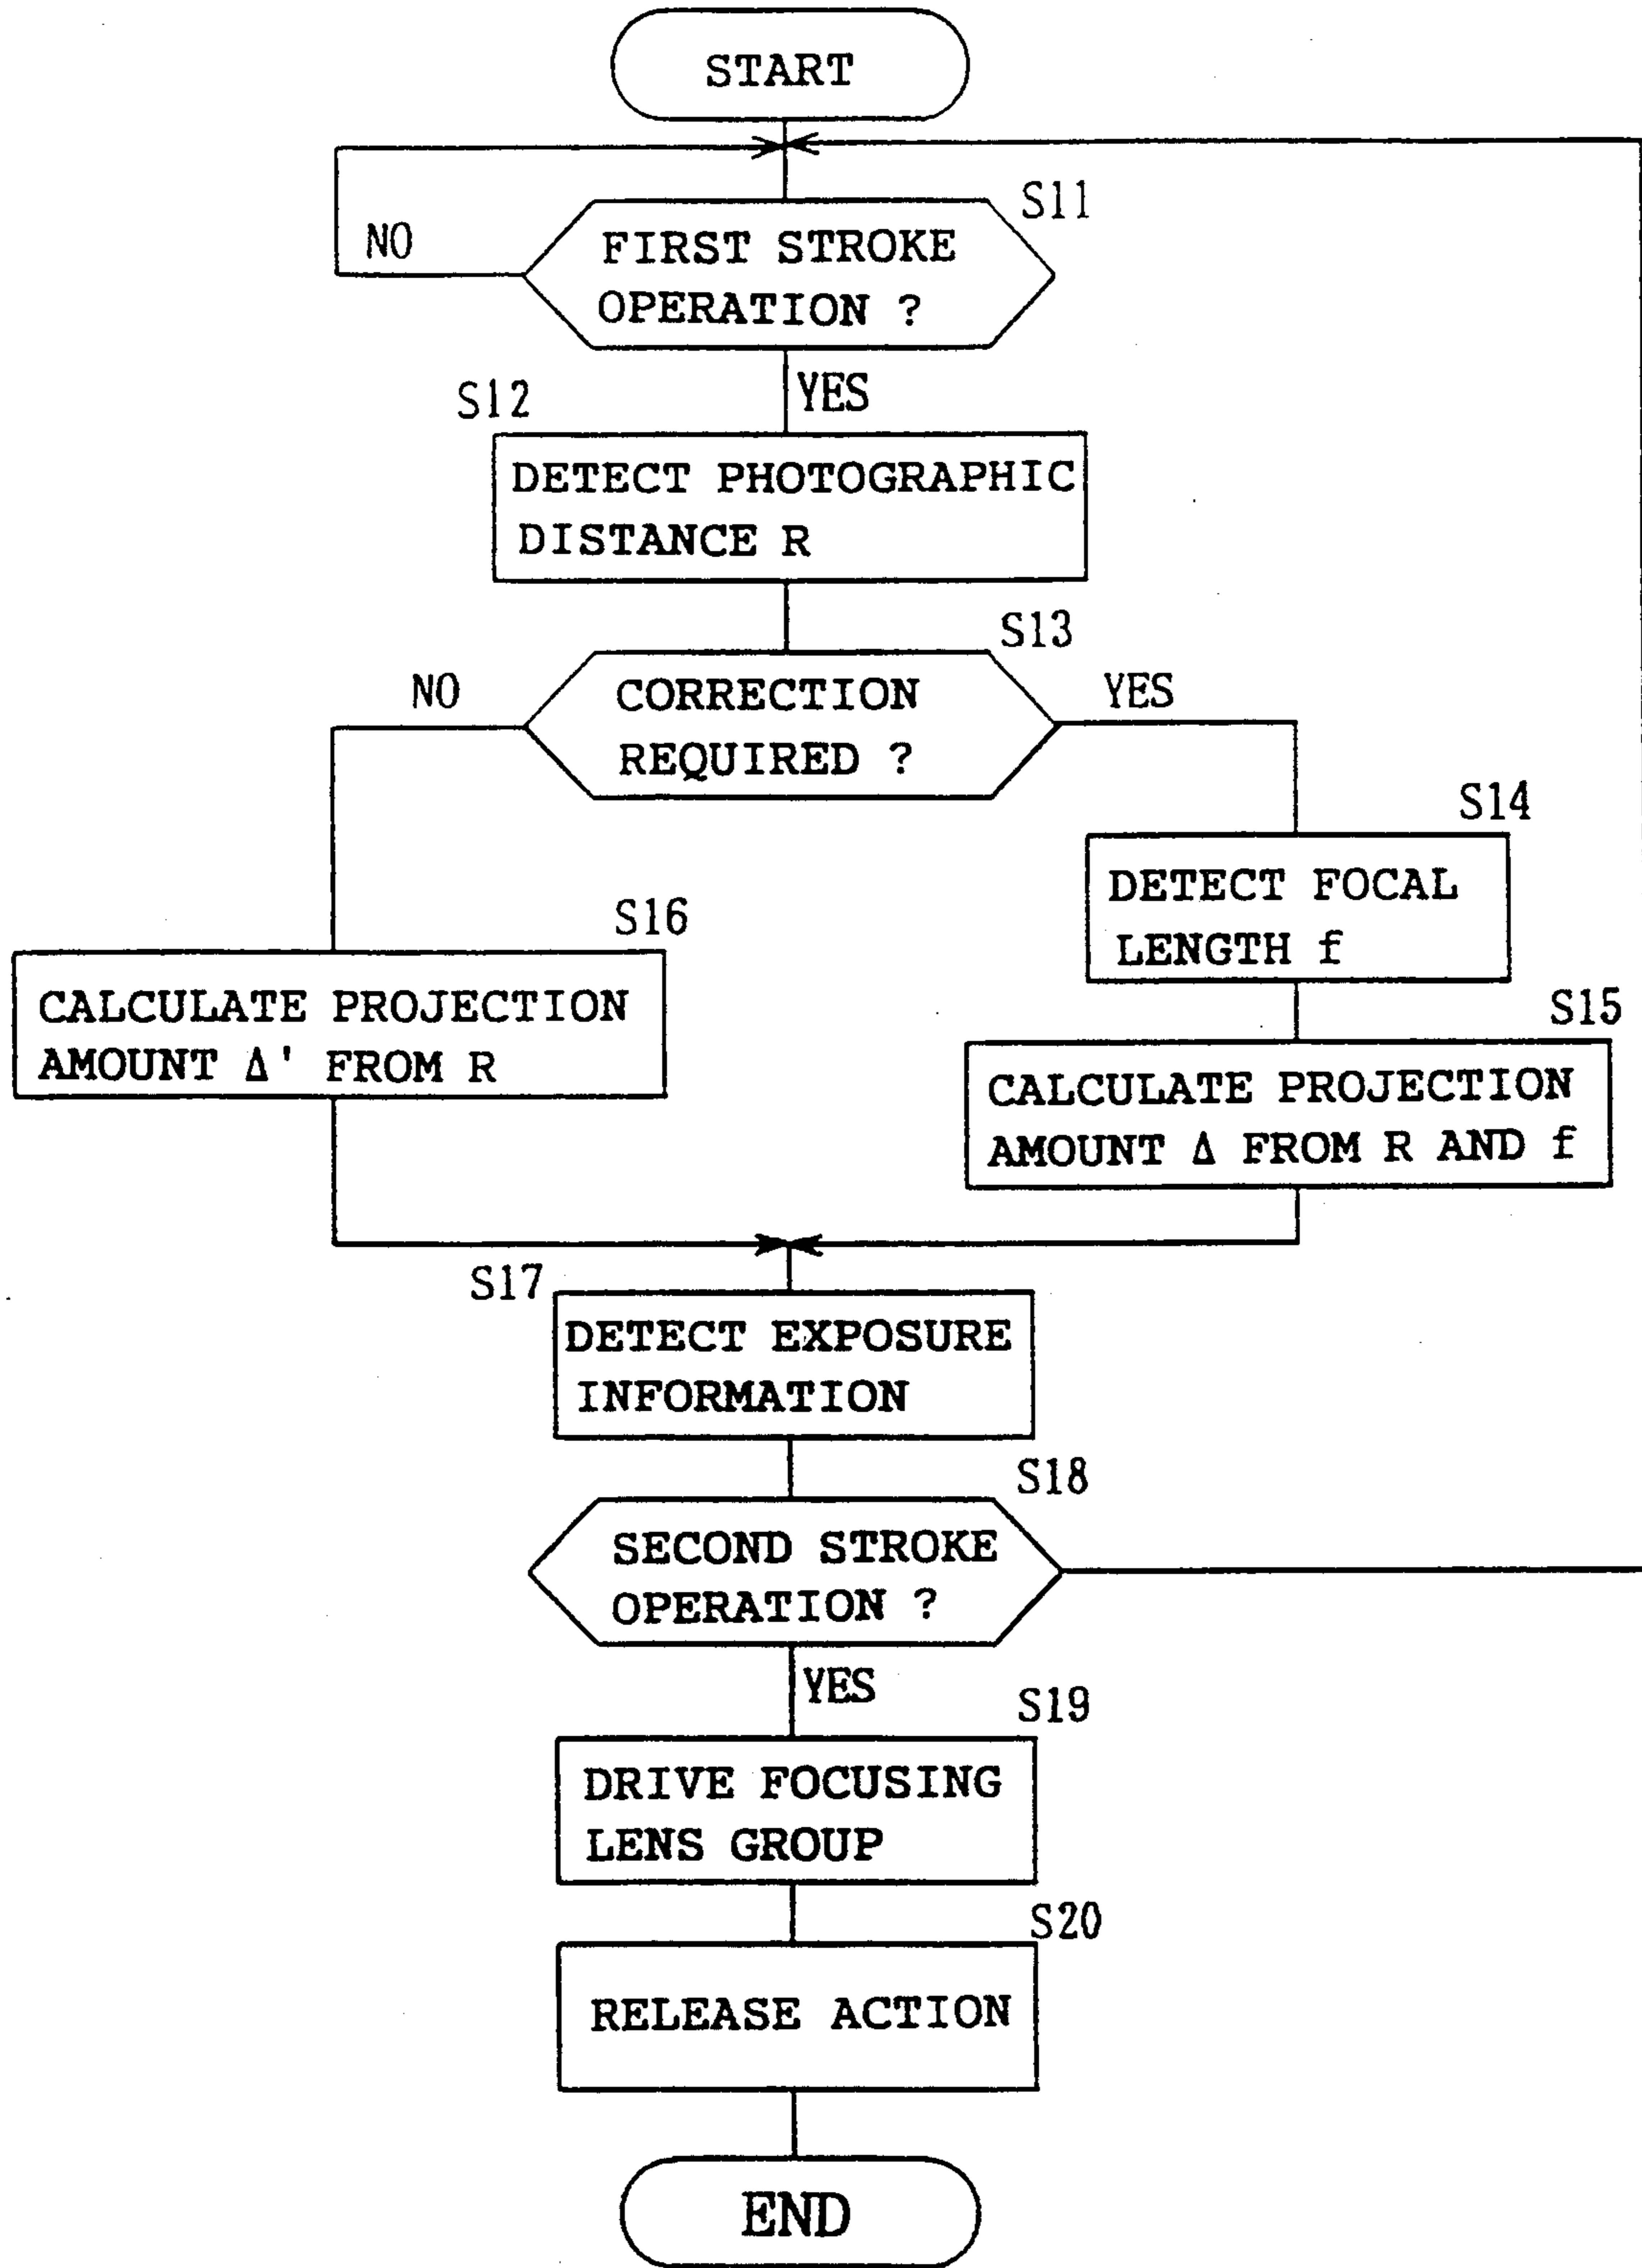 START
S11
NO
FIRST STROKE
OPERATION ?
YES
S12
DETECT PHOTOGRAPHIC
DISTANCE R
S13
NO
CORRECTION
REQUIRED ?
YES
S14
DETECT FOCAL
LENGTH f
S16
CALCULATE PROJECTION
AMOUNT Δ' FROM R
S15
CALCULATE PROJECTION
AMOUNT Δ FROM R AND f
S17
DETECT EXPOSURE
INFORMATION
S18
SECOND STROKE
OPERATION ?
YES
S19
DRIVE FOCUSING
LENS GROUP
S20
RELEASE ACTION
END